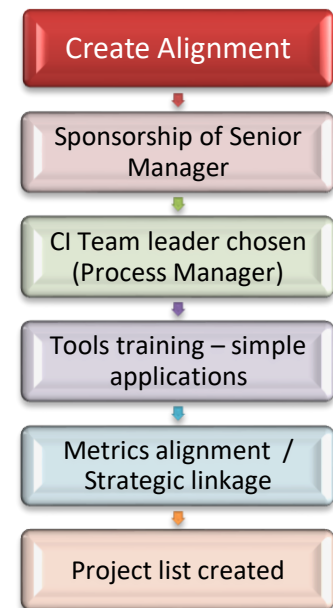 Create Alignment
Sponsorship of Senior
Manager
CI Team leader chosen
(Process Manager)
Tools training – simple
applications
Metrics alignment /
Strategic linkage
Project list created